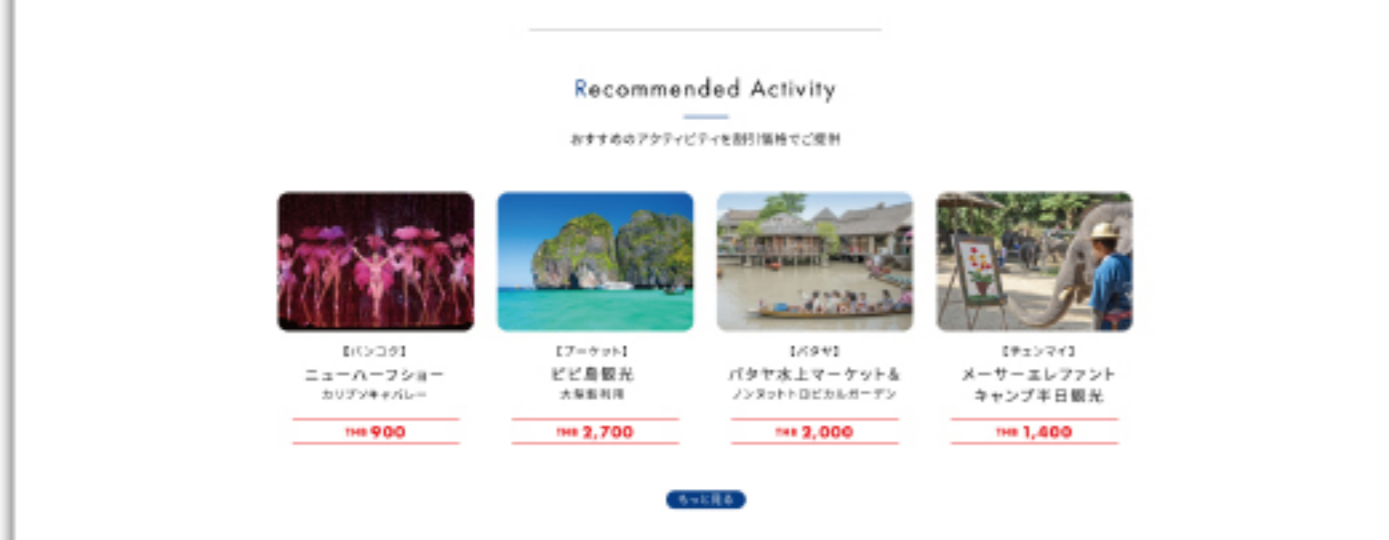 Recommended Activity
おすすめのアクティビティを割引価格でご提供
【バンコク】
ニューハーフショー
カリプソキャバレー
THB 900
【プーケット】
ピピ島観光
大型船利用
THB 2,700
【パタヤ】
パタヤ水上マーケット&
ノンヌットトロピカルガーデン
THB 2,000
【チェンマイ】
メーサーエレファント
キャンプ半日観光
THB 1,400
もっと見る